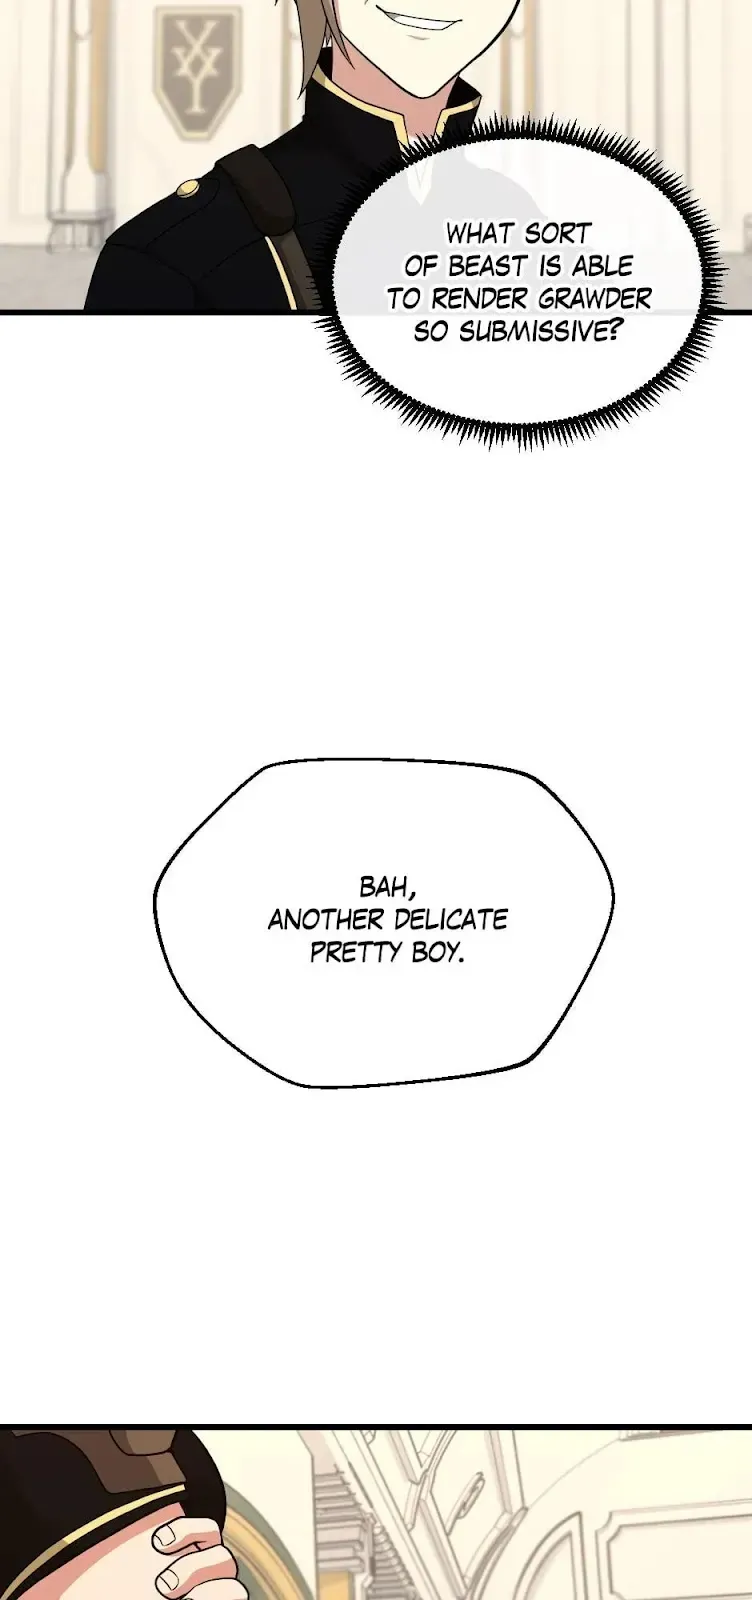 WHAT SORT
OF BEAST IS ABLE
TO RENDER GRAWDER
SO SUBMISSIVE?
BAH,
ANOTHER DELICATE
PRETTY BOY.